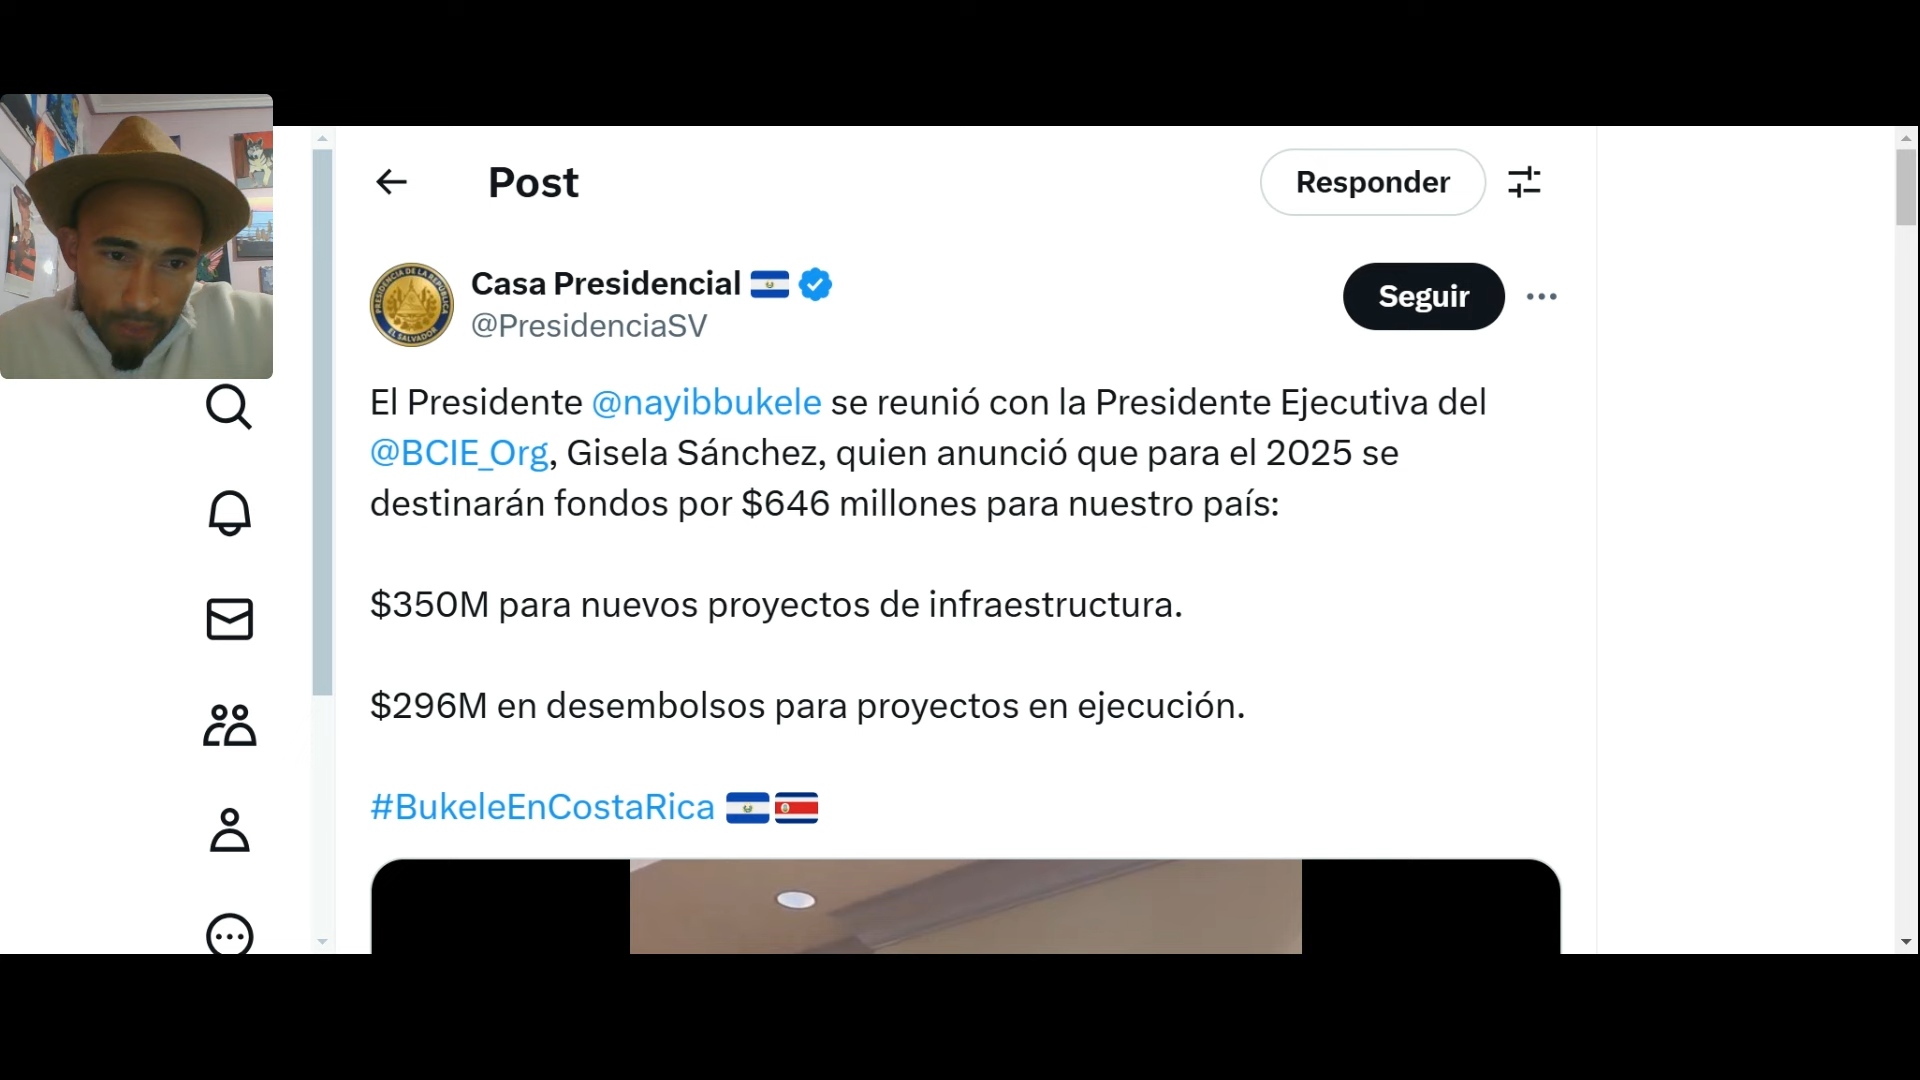 Post
Responder
Casa Presidencial
@PresidenciaSV
Seguir
El Presidente @nayibbukele se reunió con la Presidente Ejecutiva del
@BCIE_Org, Gisela Sánchez, quien anunció que para el 2025 se
destinarán fondos por $646 millones para nuestro país:
$350M para nuevos proyectos de infraestructura.
$296M en desembolsos para proyectos en ejecución.
#BukeleEnCostaRica